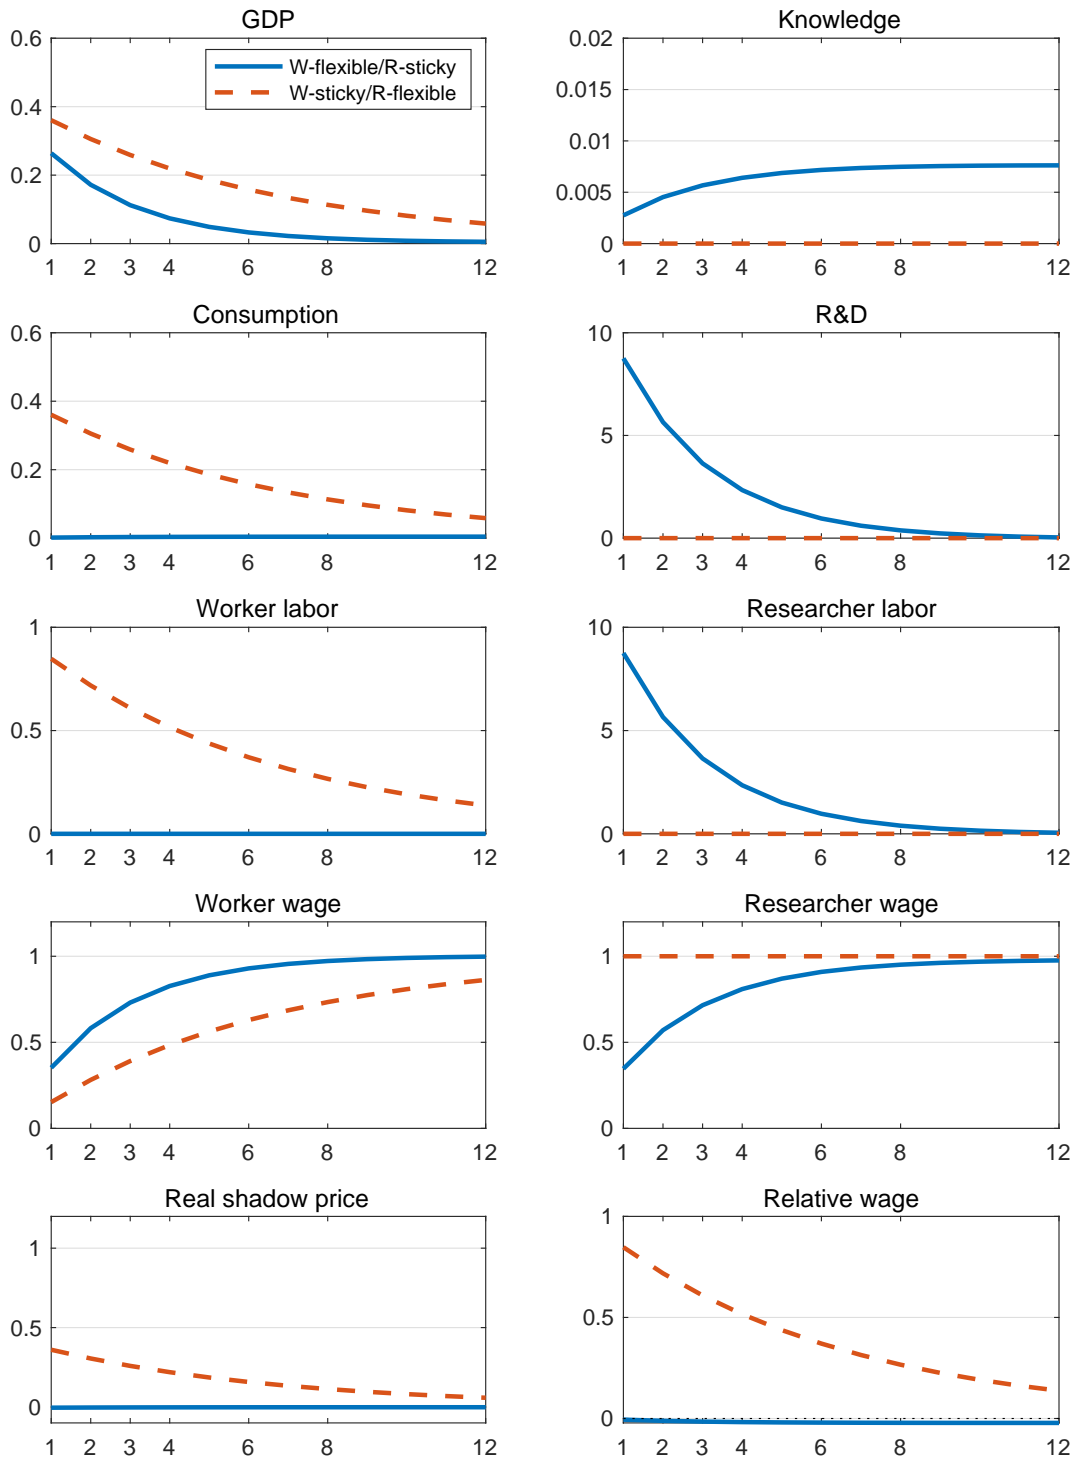 GDP
0.6
0.4
0.2
0
W-flexible/R-sticky
W-sticky/R-flexible
1 2 3 4 6 8 12
Knowledge
0.02
0.015
0.01
0.005
0
1 2 3 4 6 8 12
Consumption
0.6
0.4
0.2
0
1 2 3 4 6 8 12
R&D
10
5
0
1 2 3 4 6 8 12
Worker labor
1
0.5
0
1 2 3 4 6 8 12
Researcher labor
10
5
0
1 2 3 4 6 8 12
Worker wage
1
0.5
0
1 2 3 4 6 8 12
Researcher wage
1
0.5
0
1 2 3 4 6 8 12
Real shadow price
1
0.5
0
1 2 3 4 6 8 12
Relative wage
1
0.5
0
1 2 3 4 6 8 12